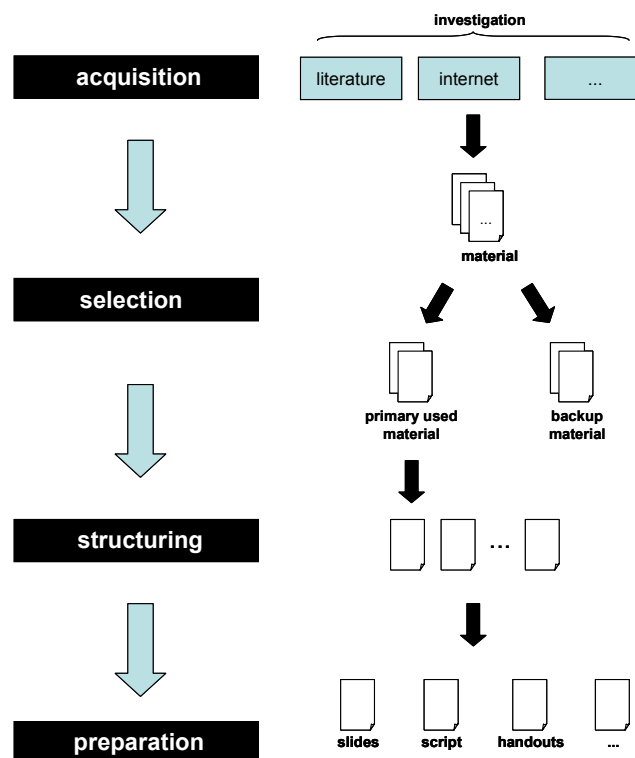 investigation
acquisition
literature
internet
...
...
material
selection
primary used
material
backup
material
structuring
...
preparation
slides
script
handouts
...